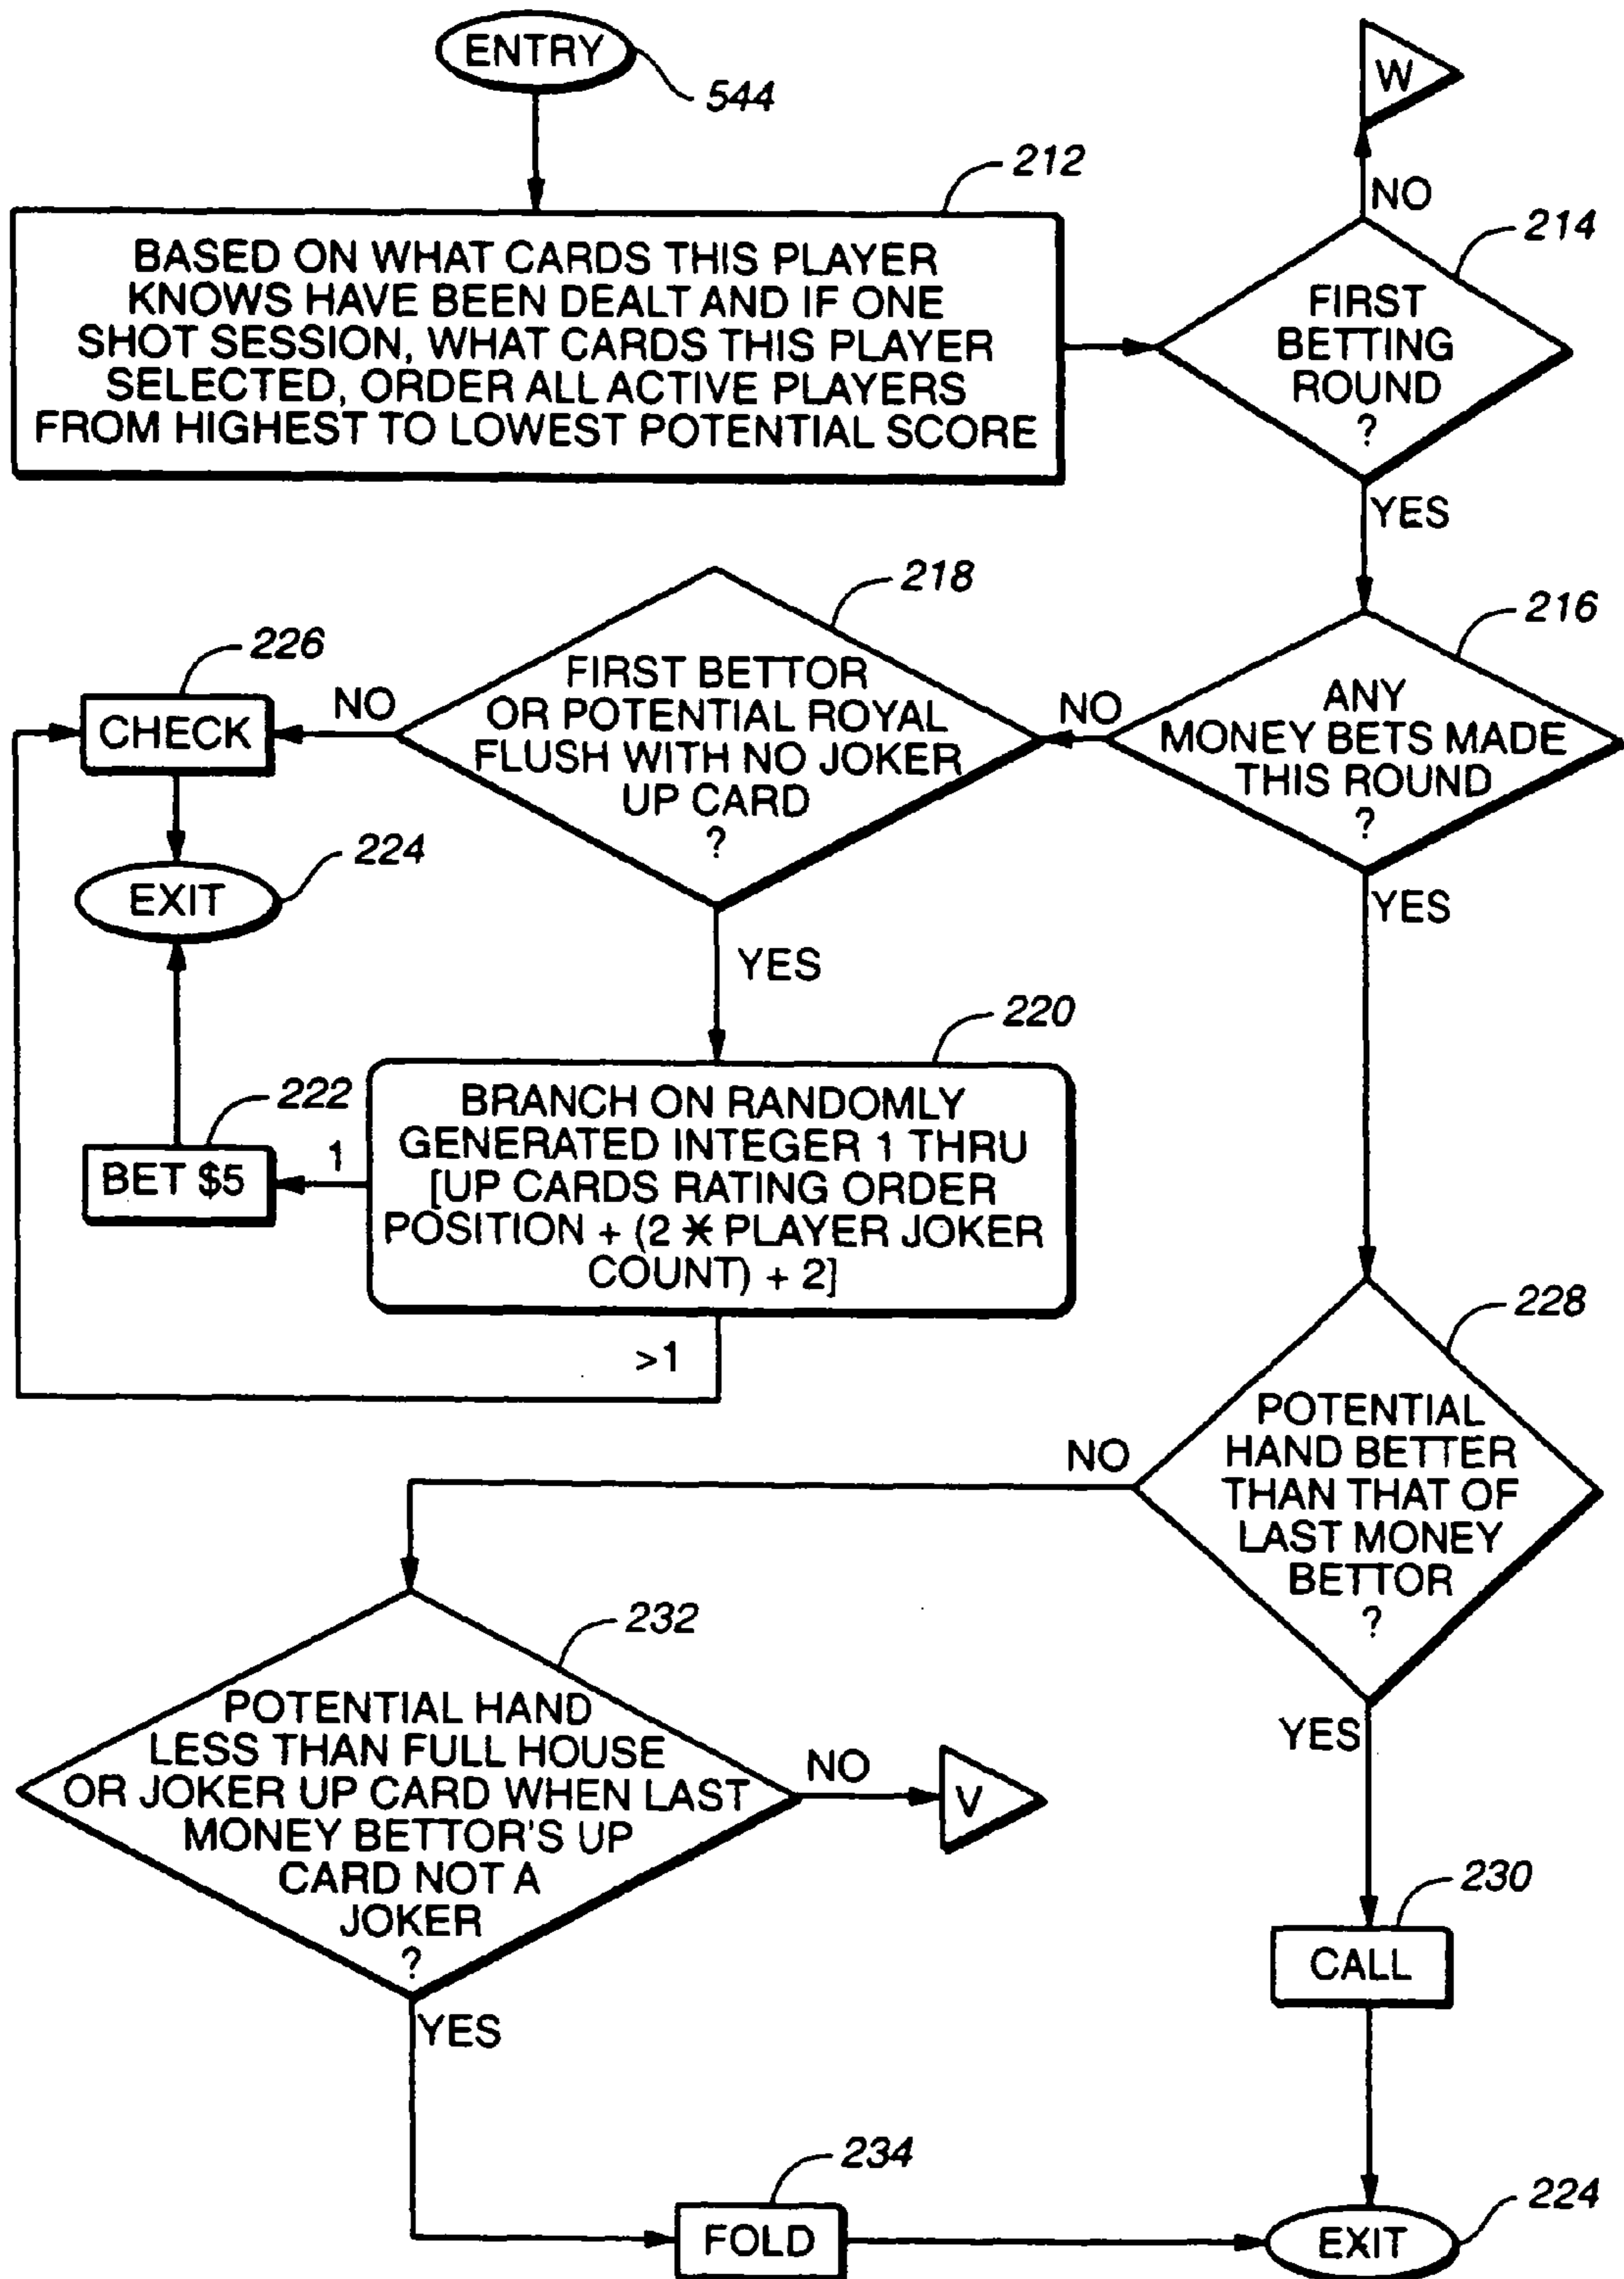 ENTRY
544
W
NO
212
BASED ON WHAT CARDS THIS PLAYER
KNOWS HAVE BEEN DEALT AND IF ONE
SHOT SESSION, WHAT CARDS THIS PLAYER
SELECTED, ORDER ALL ACTIVE PLAYERS
FROM HIGHEST TO LOWEST POTENTIAL SCORE
214
FIRST
BETTING
ROUND
?
YES
216
ANY
MONEY BETS MADE
THIS ROUND
?
NO
YES
218
FIRST BETTOR
OR POTENTIAL ROYAL
FLUSH WITH NO JOKER
UP CARD
?
NO
YES
226
CHECK
224
EXIT
220
BRANCH ON RANDOMLY
GENERATED INTEGER 1 THRU
[UP CARDS RATING ORDER
POSITION + (2 * PLAYER JOKER
COUNT) + 2]
1
>1
222
BET $5
228
POTENTIAL
HAND BETTER
THAN THAT OF
LAST MONEY
BETTOR
?
NO
YES
232
POTENTIAL HAND
LESS THAN FULL HOUSE
OR JOKER UP CARD WHEN LAST
MONEY BETTOR'S UP
CARD NOT A
JOKER
?
NO
V
YES
230
CALL
234
FOLD
224
EXIT